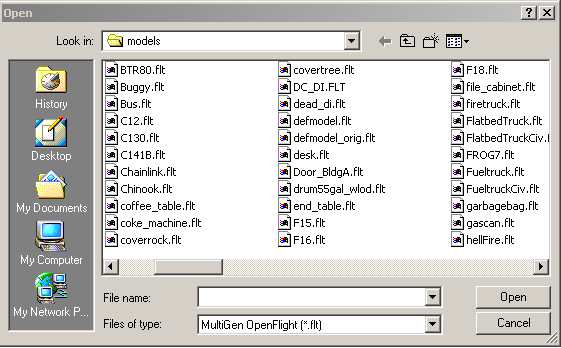 Open
Look in:
models
History
Desktop
My Documents
My Computer
My Network P...
BTR80.flt
Buggy.flt
Bus.flt
C12.flt
C130.flt
C141B.flt
Chainlink.flt
Chinook.flt
coffee_table.flt
coke_machine.flt
coverrock.flt
covertree.flt
DC_DI.FLT
dead_di.flt
defmodel.flt
defmodel_orig.flt
desk.flt
Door_BldgA.flt
drum55gal_wlod.flt
end_table.flt
F15.flt
F16.flt
F18.flt
file_cabinet.flt
firetruck.flt
FlatbedTruck.flt
FlatbedTruckCiv.
FROG7.flt
Fueltruck.flt
FueltruckCiv.flt
garbagebag.flt
gascan.flt
hellFire.flt
File name:
Open
Files of type:
MultiGen OpenFlight (*.flt)
Cancel